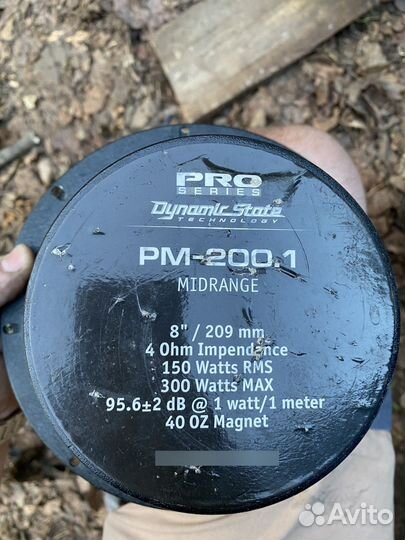 PRO
SERIES
Dynamic State
TECHNOLOGY
PM-200.1
MIDRANGE
8" / 209 mm
4 Ohm Impendance
150 Watts RMS
300 Watts MAX
95.6±2 dB @ 1 watt/1 meter
40 OZ Magnet
Avito